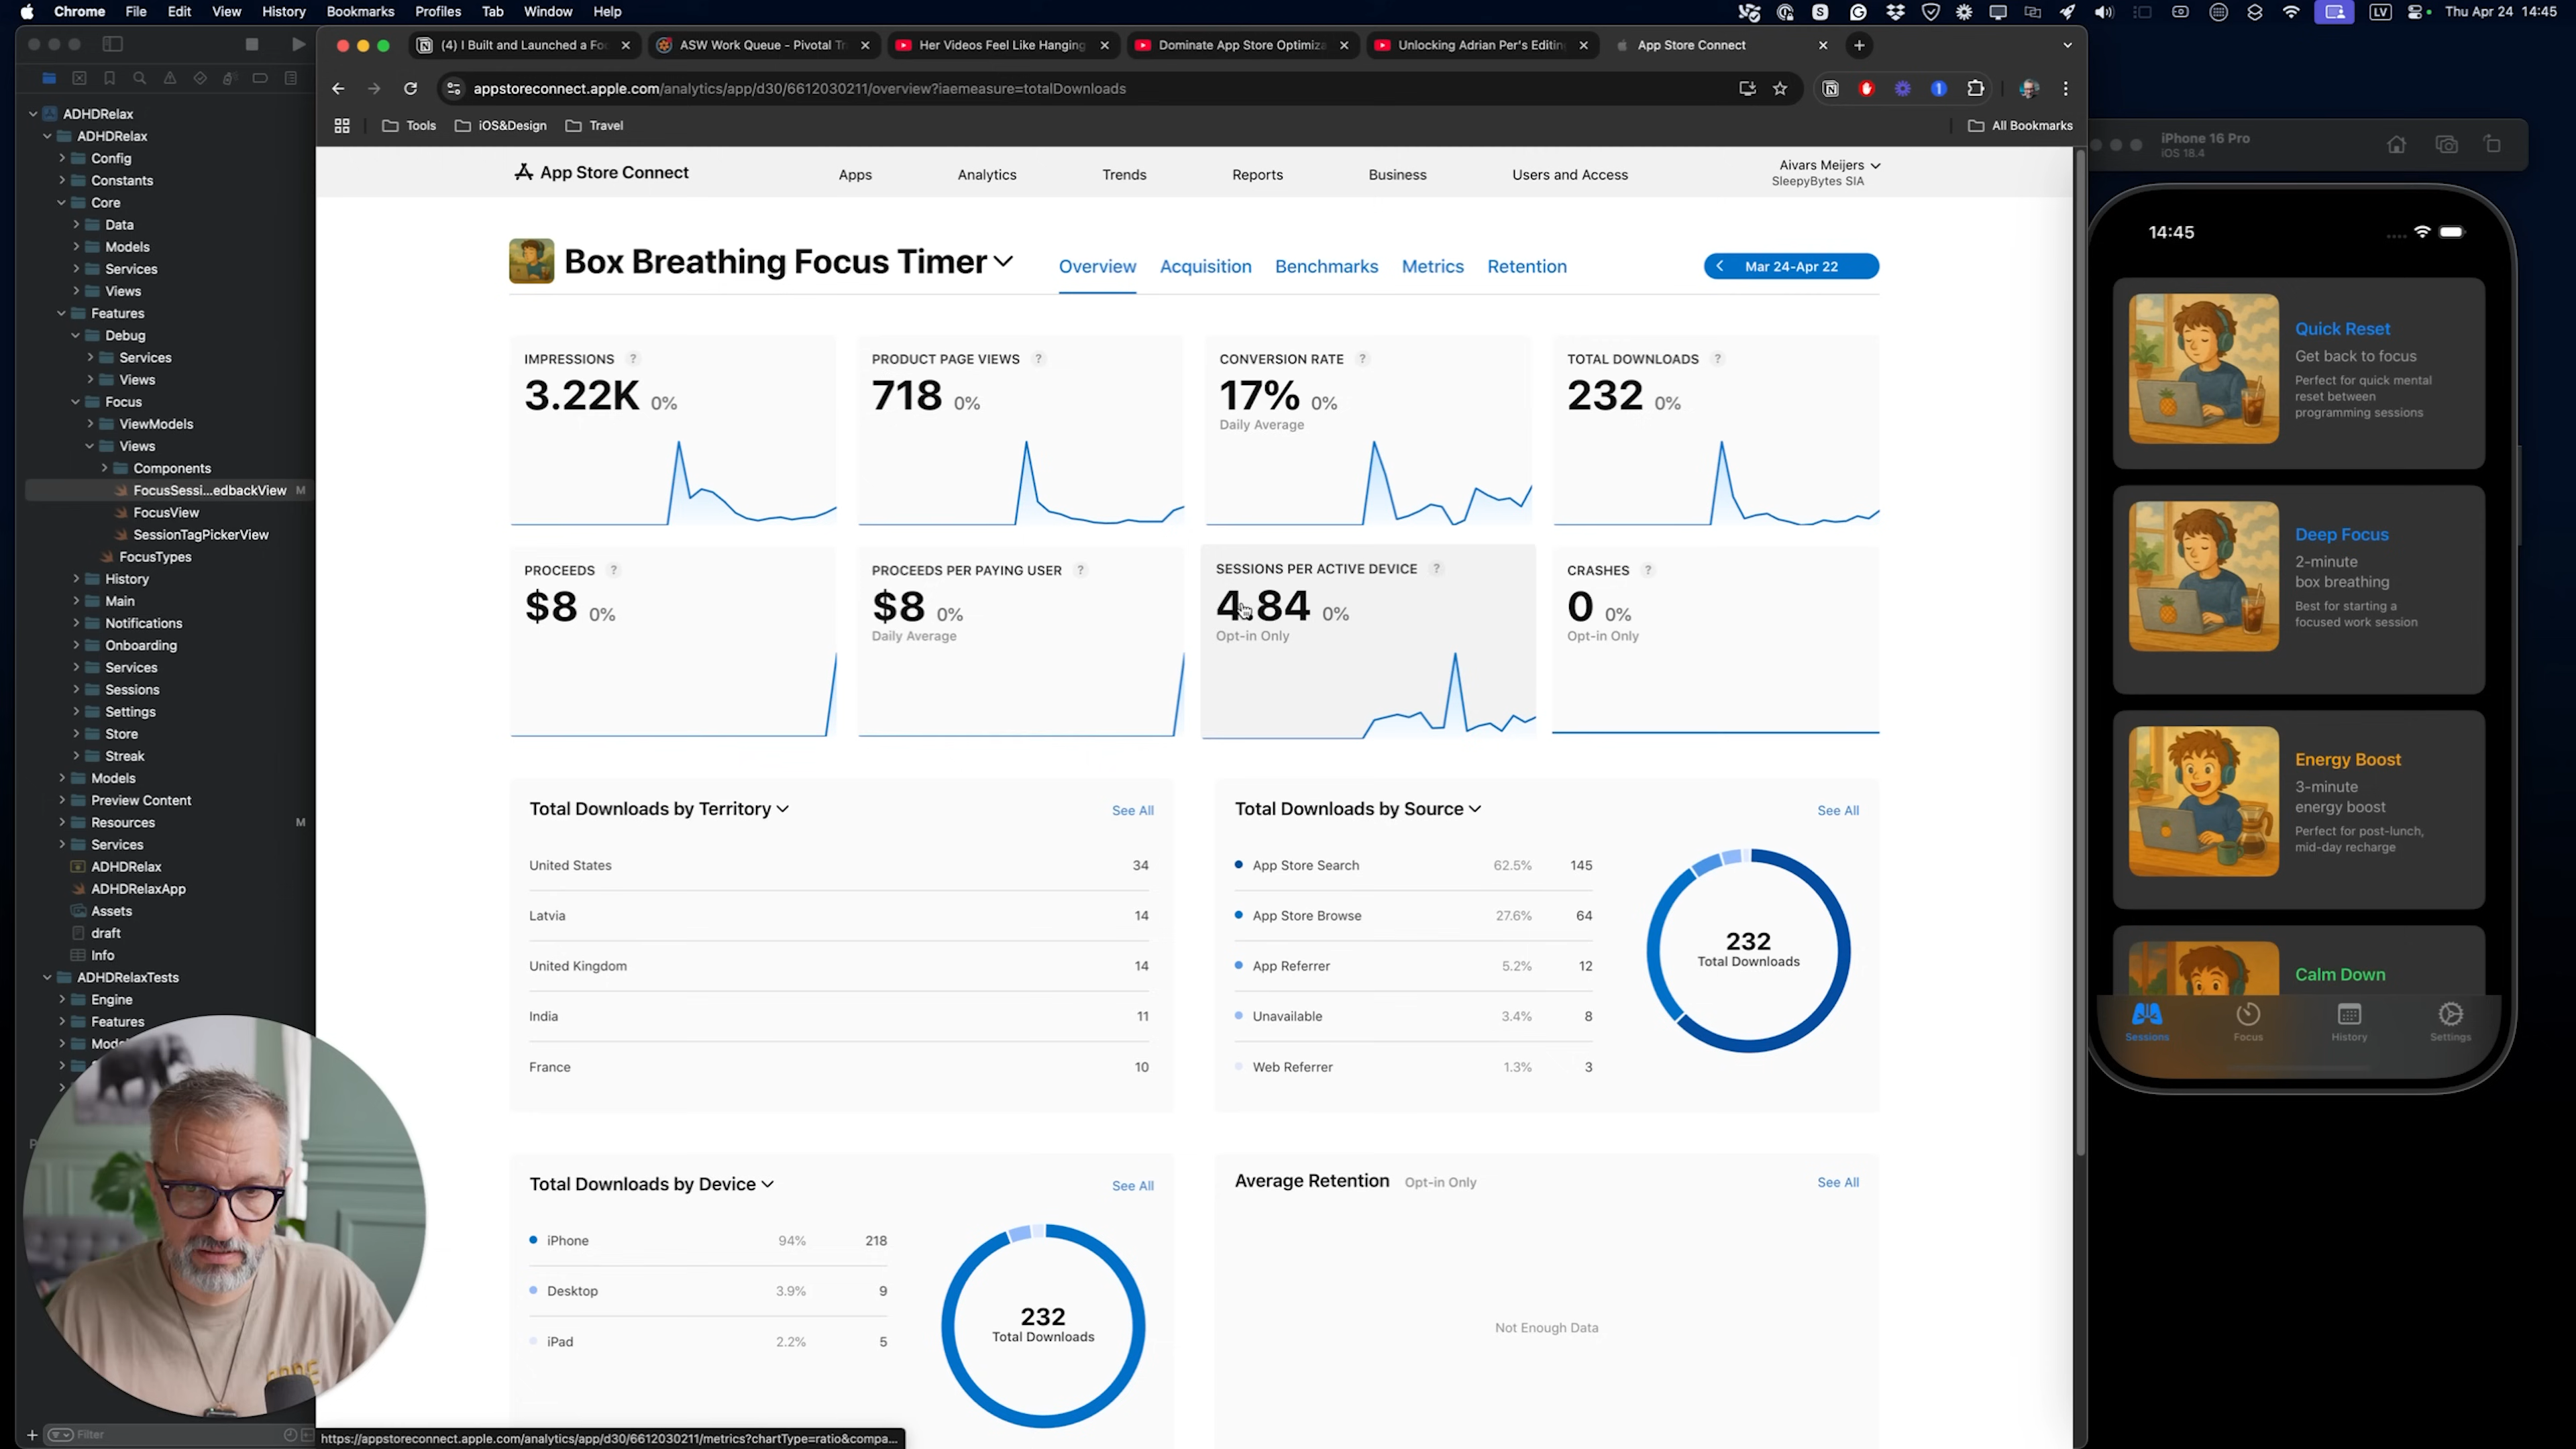 Chrome File Edit View History Bookmarks Profiles Tab Window Help
LV Thu Apr 24 14:45
(4) I Built and Launched a Fo
ASW Work Queue - Pivotal Tr
Her Videos Feel Like Hanging
Dominate App Store Optimiza
Unlocking Adrian Per's Editin
App Store Connect
appstoreconnect.apple.com/analytics/app/d30/6612030211/overview?iaemeasure=totalDownloads
Tools
iOS&Design
Travel
All Bookmarks
ADHDRelax
ADHDRelax
Config
Constants
Core
Data
Models
Services
Views
Features
Debug
Services
Views
Focus
ViewModels
Views
Components
FocusSessi...edbackView M
FocusView
SessionTagPickerView
FocusTypes
History
Main
Notifications
Onboarding
Services
Sessions
Settings
Store
Streak
Models
Preview Content
Resources M
Services
ADHDRelax
ADHDRelaxApp
Assets
draft
Info
ADHDRelaxTests
Engine
Features
Filter
App Store Connect
Apps
Analytics
Trends
Reports
Business
Users and Access
Aivars Meijers
SleepyBytes SIA
Box Breathing Focus Timer
Overview
Acquisition
Benchmarks
Metrics
Retention
Mar 24-Apr 22
IMPRESSIONS ?
3.22K 0%
PRODUCT PAGE VIEWS ?
718 0%
CONVERSION RATE ?
17% 0%
Daily Average
TOTAL DOWNLOADS ?
232 0%
PROCEEDS ?
$8 0%
PROCEEDS PER PAYING USER ?
$8 0%
Daily Average
SESSIONS PER ACTIVE DEVICE ?
4.84 0%
Opt-in Only
CRASHES ?
0 0%
Opt-in Only
Total Downloads by Territory
See All
United States 34
Latvia 14
United Kingdom 14
India 11
France 10
Total Downloads by Source
See All
App Store Search 62.5% 145
App Store Browse 27.6% 64
App Referrer 5.2% 12
Unavailable 3.4% 8
Web Referrer 1.3% 3
232
Total Downloads
Total Downloads by Device
See All
iPhone 94% 218
Desktop 3.9% 9
iPad 2.2% 5
232
Total Downloads
Average Retention Opt-in Only
See All
Not Enough Data
https://appstoreconnect.apple.com/analytics/app/d30/6612030211/metrics?chartType=ratio&compa...
iPhone 16 Pro
iOS 18.4
14:45
Quick Reset
Get back to focus
Perfect for quick mental
reset between
programming sessions
Deep Focus
2-minute
box breathing
Best for starting a
focused work session
Energy Boost
3-minute
energy boost
Perfect for post-lunch,
mid-day recharge
Calm Down
Sessions
Focus
History
Settings